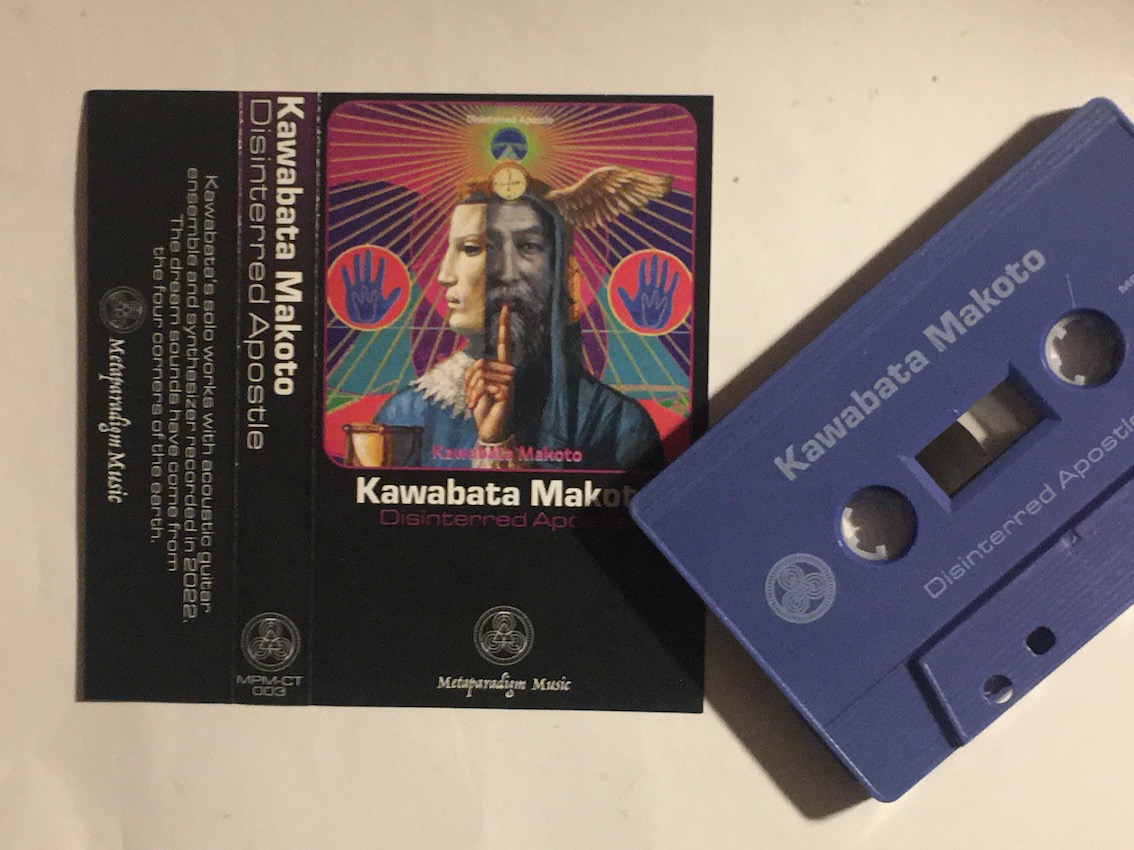 Kawabata's solo works with acoustic guitar
ensemble and synthesizer recorded in 2022.
The dream sounds have come from
the four corners of the earth.
Metaparadigm Music
Kawabata Makoto
Disinterred Apostle
MPM-CT
003
Disinterred Apostle
Kawabata Makoto
Kawabata Makot
Disinterred Apo
Metaparadigm Music
Kawabata Makoto
Disinterred Apostle